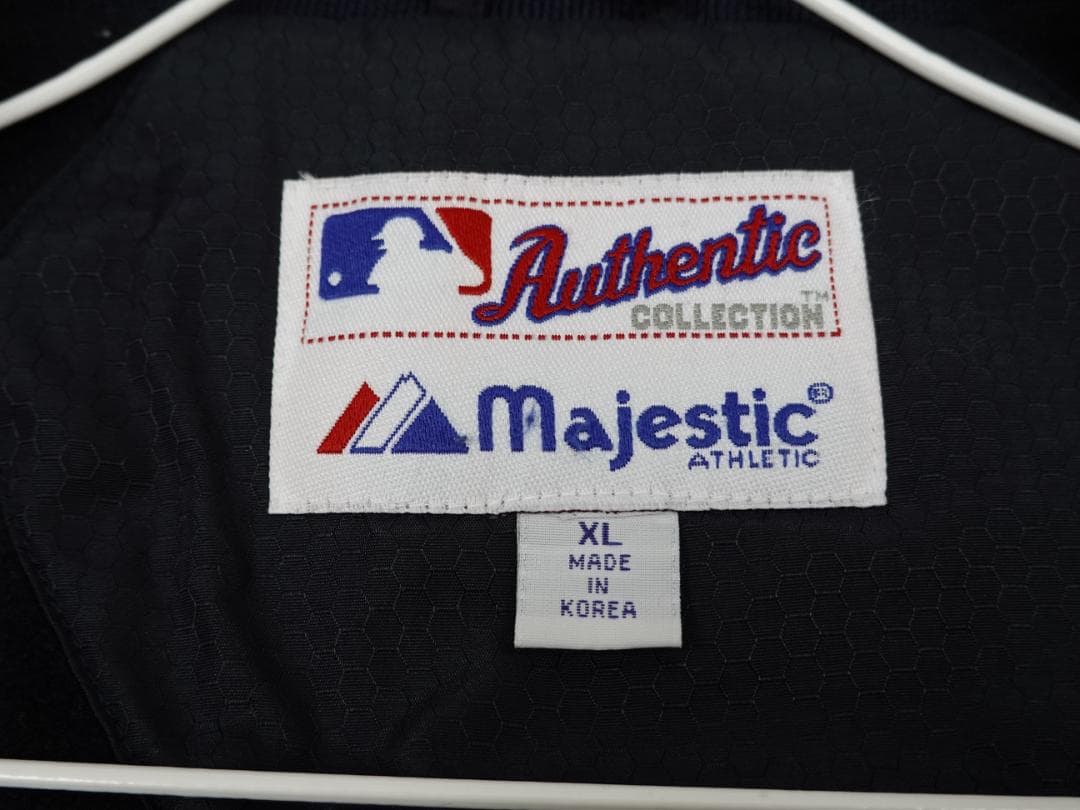 Authentic
COLLECTION™
Majestic®
ATHLETIC
XL
MADE
IN
KOREA